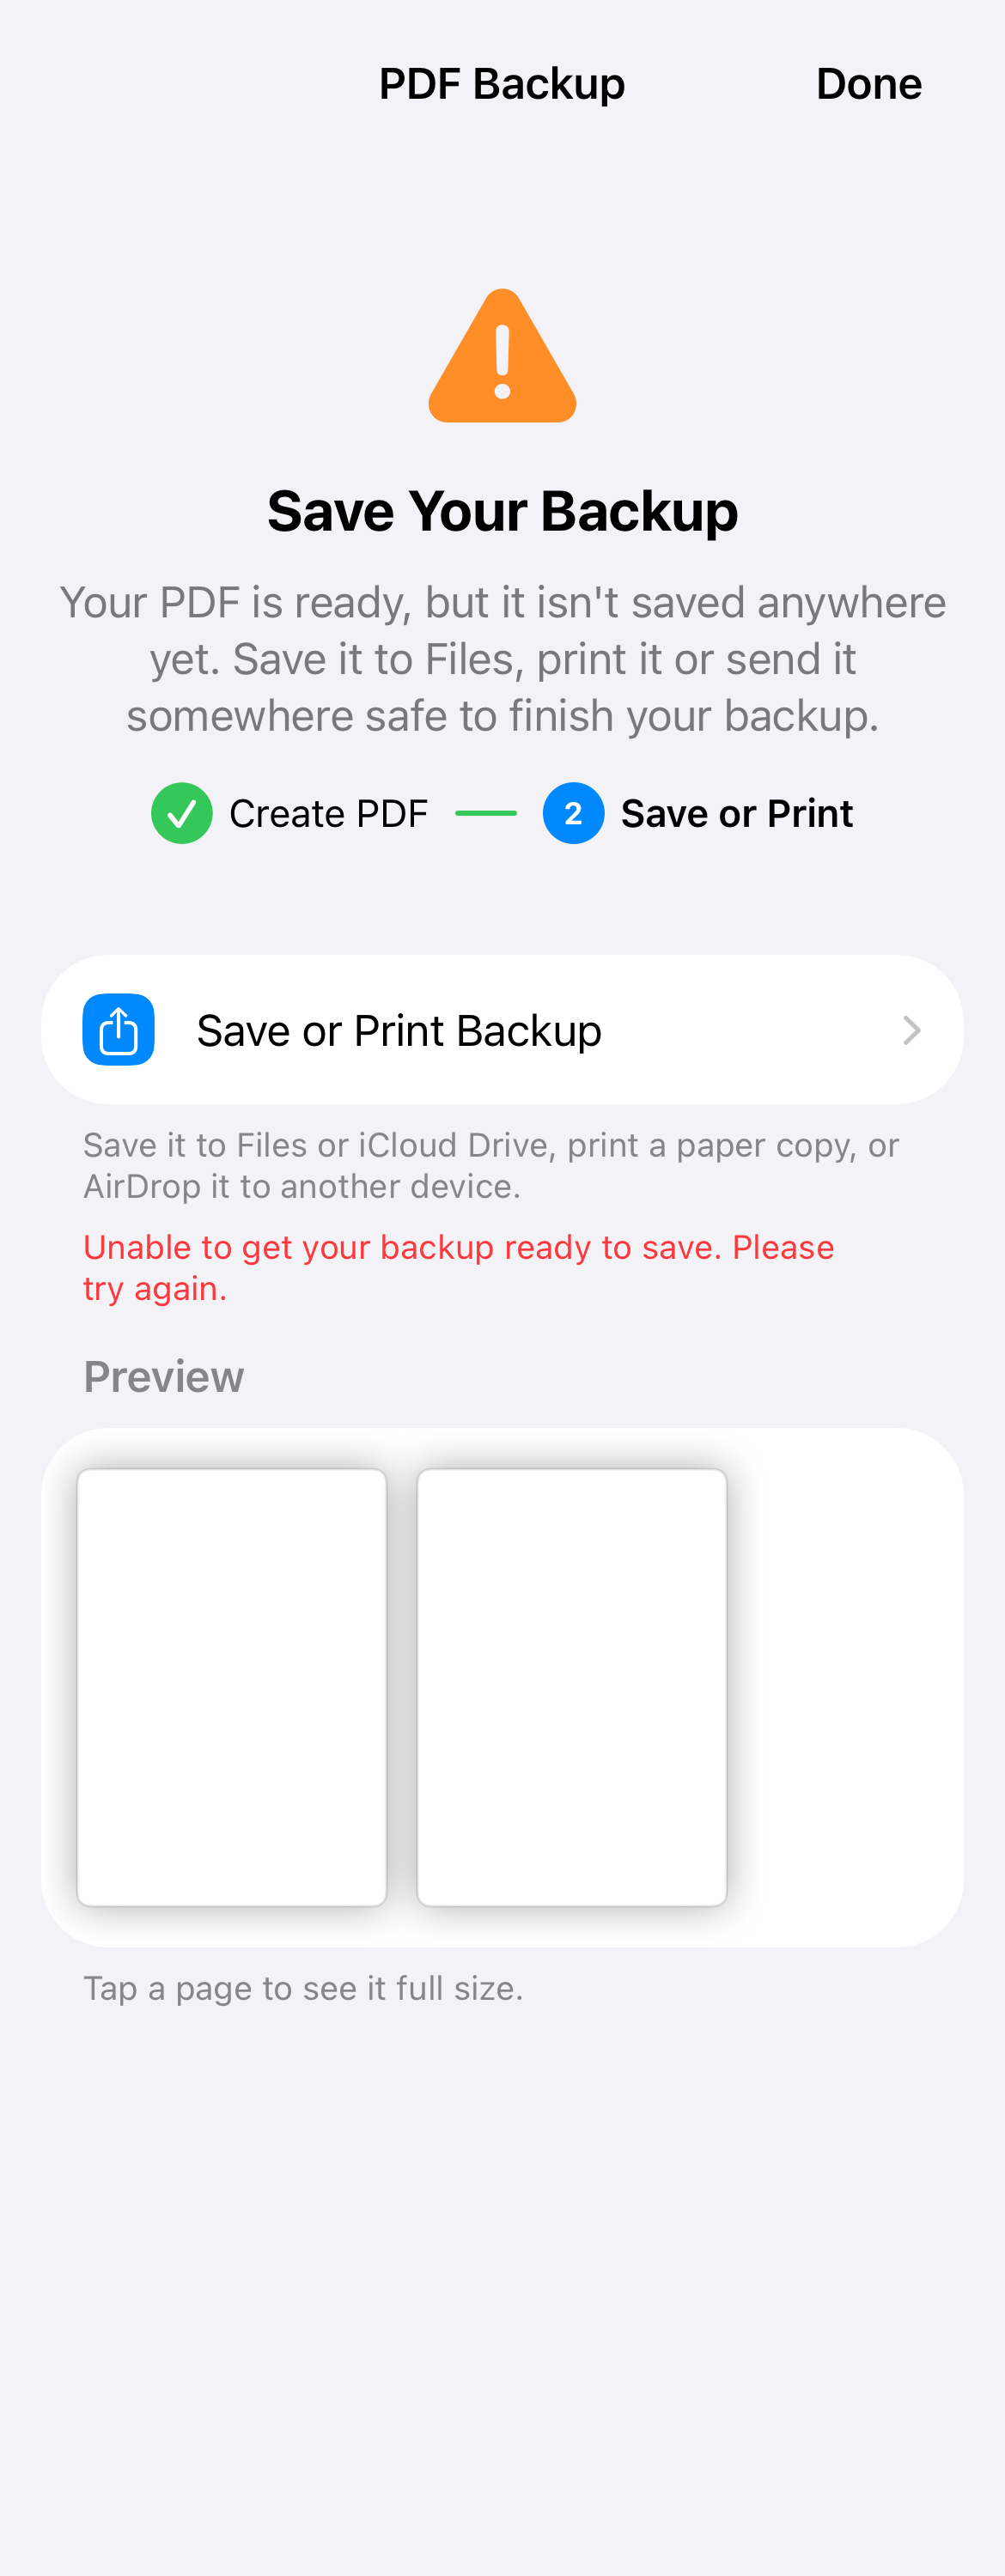 PDF Backup
Done
Save Your Backup
Your PDF is ready, but it isn't saved anywhere
yet. Save it to Files, print it or send it
somewhere safe to finish your backup.
Create PDF
2 Save or Print
Save or Print Backup
Save it to Files or iCloud Drive, print a paper copy, or
AirDrop it to another device.
Unable to get your backup ready to save. Please
try again.
Preview
Tap a page to see it full size.